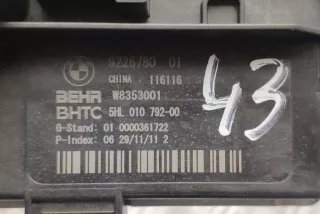 9226780 01
CHINA 116116
BEHR W8353001
BHTC 5HL 010 792-00
G-Stand: 01 0000361722
P-Index: 06 29/11/11 2
43